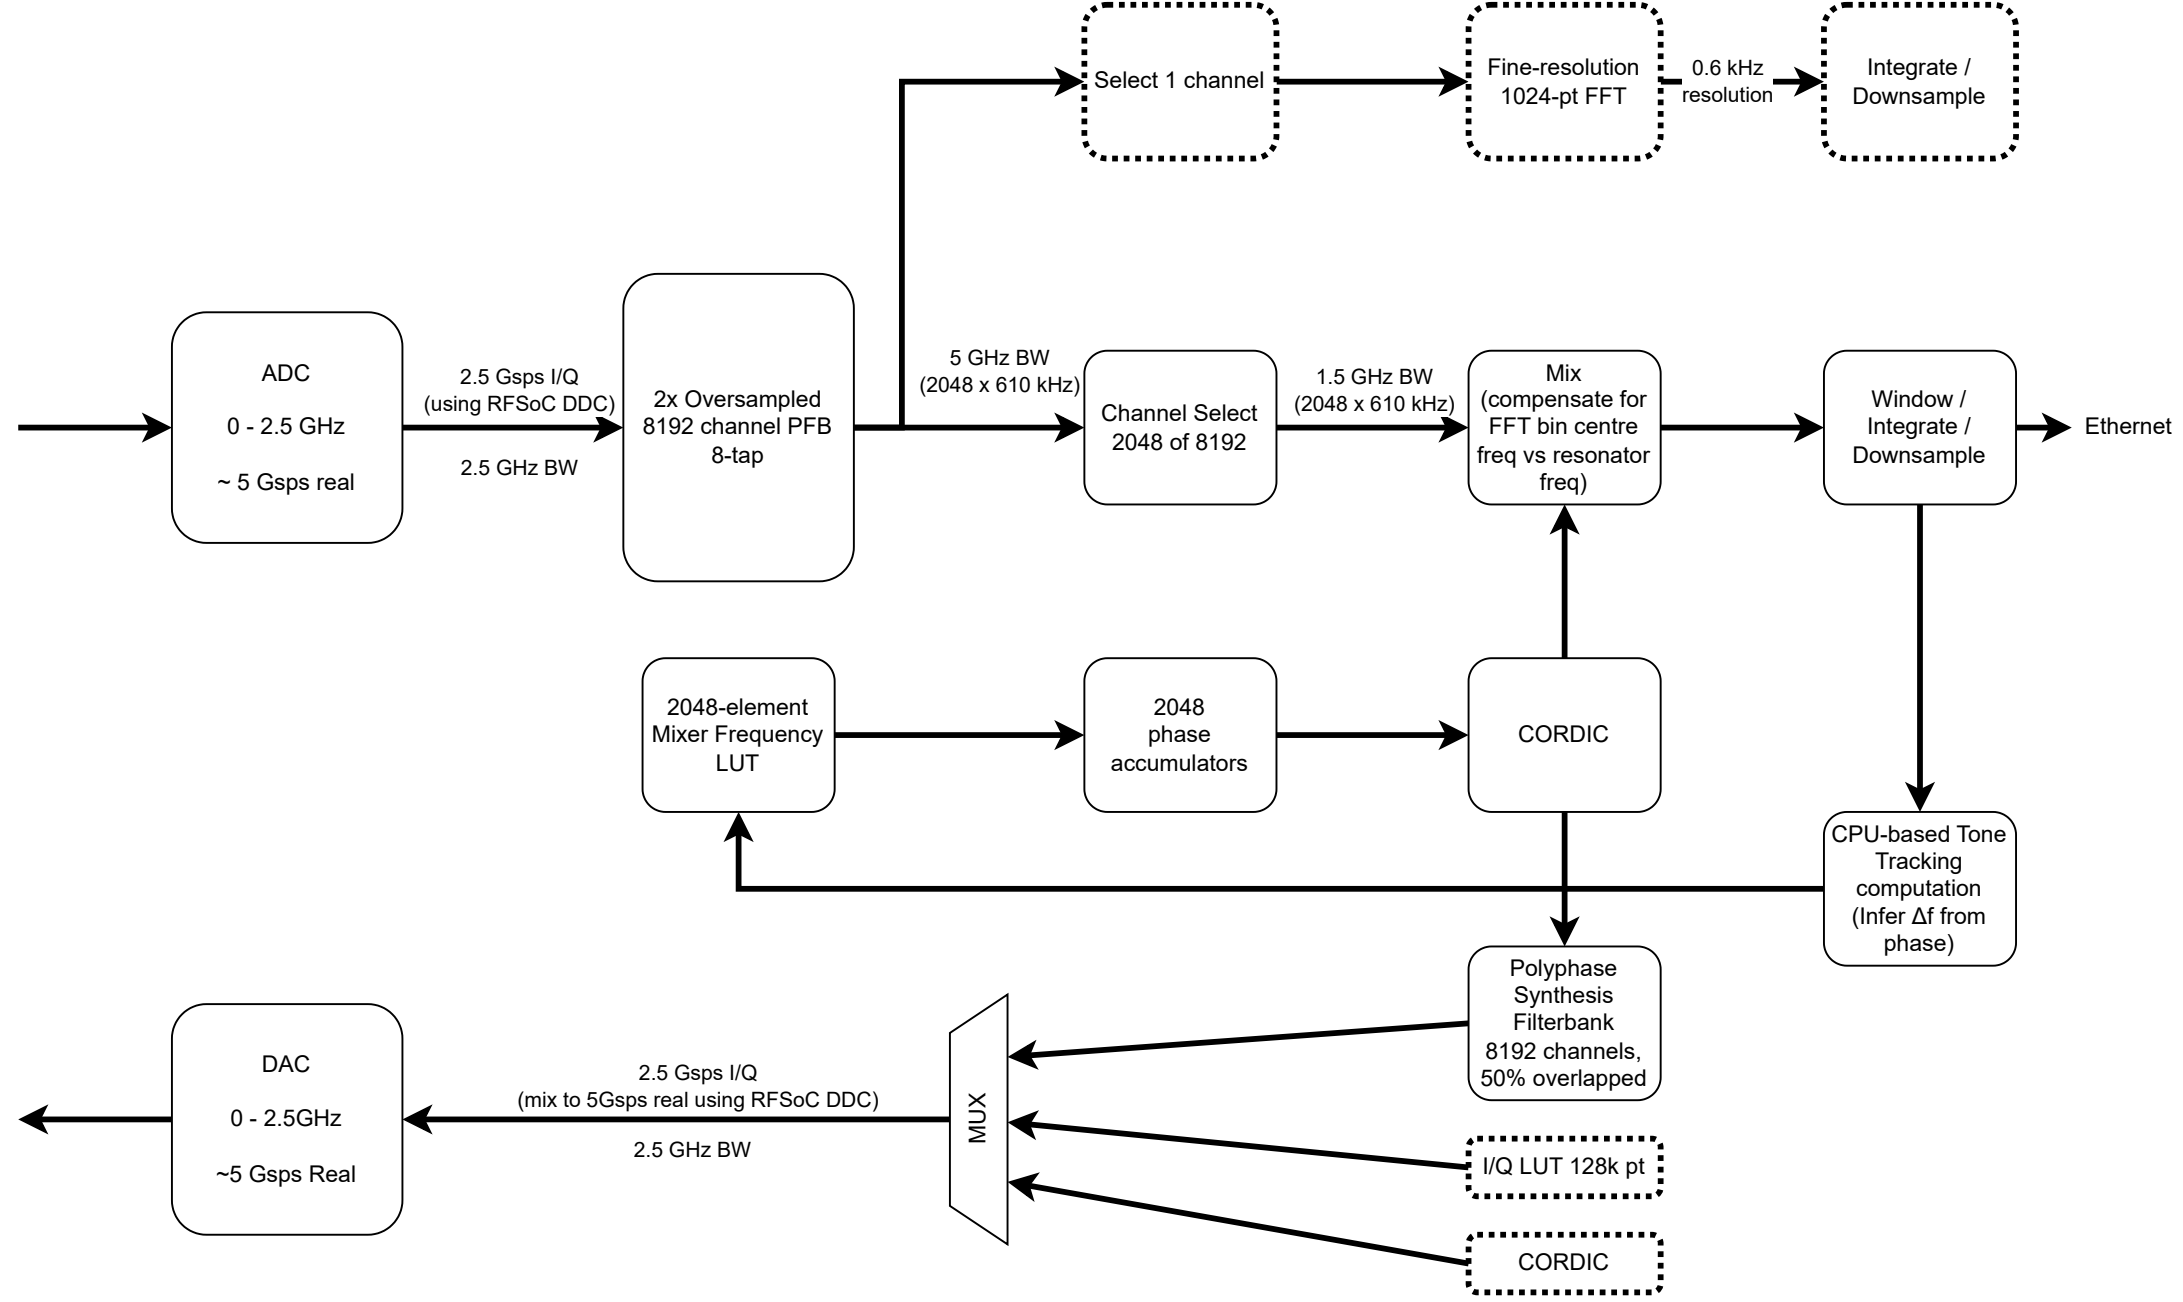 Select 1 channel
Fine-resolution
1024-pt FFT
0.6 kHz
resolution
Integrate /
Downsample
ADC
0 - 2.5 GHz
~ 5 Gsps real
2.5 Gsps I/Q
(using RFSoC DDC)
2.5 GHz BW
2x Oversampled
8192 channel PFB
8-tap
5 GHz BW
(2048 x 610 kHz)
Channel Select
2048 of 8192
1.5 GHz BW
(2048 x 610 kHz)
Mix
(compensate for
FFT bin centre
freq vs resonator
freq)
Window /
Integrate /
Downsample
Ethernet
2048-element
Mixer Frequency
LUT
2048
phase
accumulators
CORDIC
CPU-based Tone
Tracking
computation
(Infer Δf from
phase)
Polyphase
Synthesis
Filterbank
8192 channels,
50% overlapped
DAC
0 - 2.5GHz
~5 Gsps Real
2.5 Gsps I/Q
(mix to 5Gsps real using RFSoC DDC)
2.5 GHz BW
MUX
I/Q LUT 128k pt
CORDIC